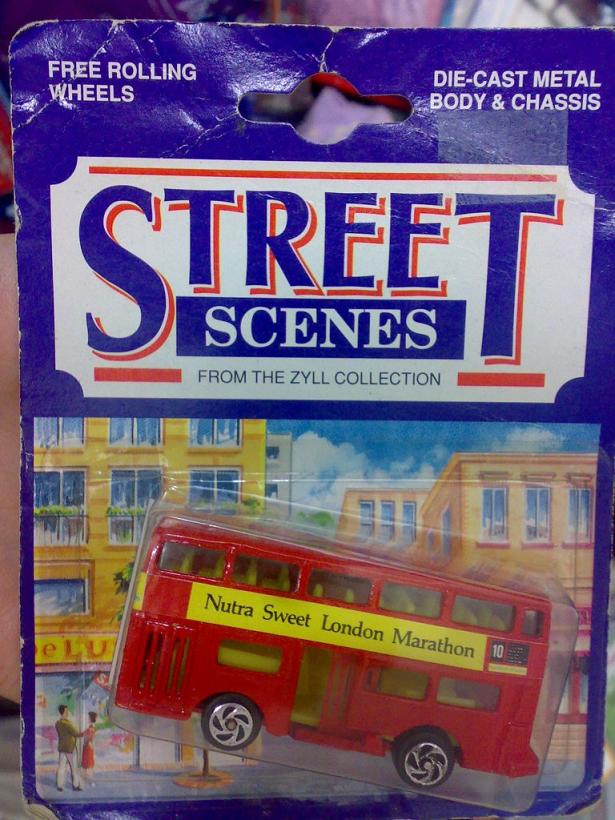 FREE ROLLING
WHEELS
DIE-CAST METAL
BODY & CHASSIS
STREET
SCENES
FROM THE ZYLL COLLECTION
Nutra Sweet London Marathon
10
DeLU